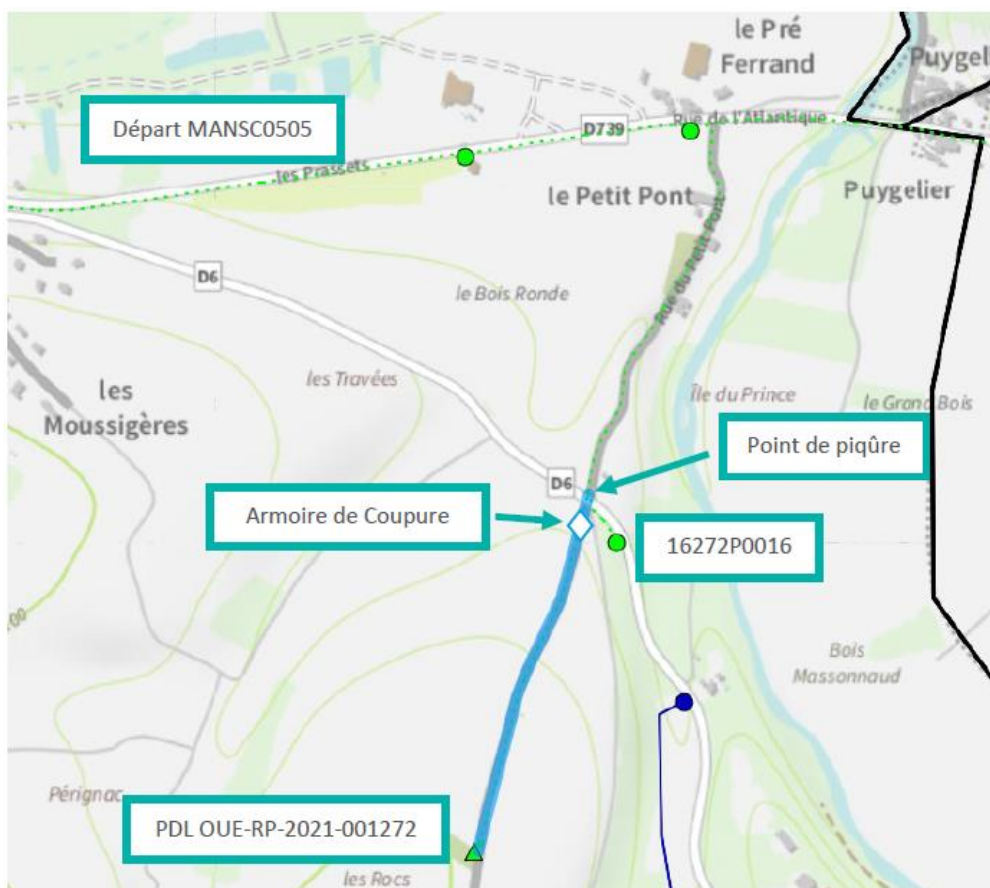 le Pré
Ferrand
Puygel
Départ MANSC0505
D739
Rue de l'Atlantique
les Prassets
le Petit Pont
Puygelier
D6
Rue du Petit Pont
le Bois Ronde
les Travées
Île du Prince
le Grand Bois
les
Moussigères
Point de piqûre
D6
Armoire de Coupure
16272P0016
00
Bois
Massonnaud
Pérignac
PDL OUE-RP-2021-001272
les Rocs